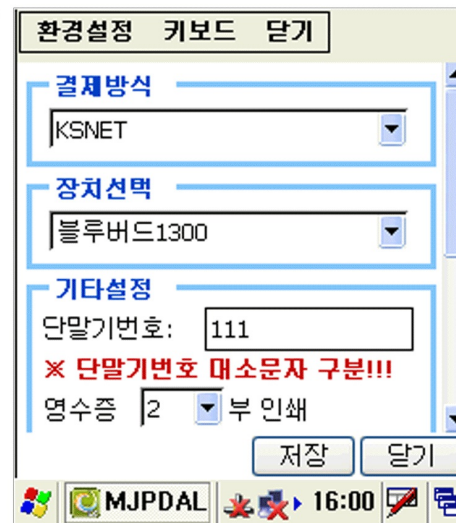 환경설정 키보드 닫기
결제방식
KSNET
장치선택
블루버드1300
기타설정
단말기번호: 111
※ 단말기번호 대소문자 구분!!!
영수증 2 부 인쇄
저장 닫기
MJPDAL 16:00